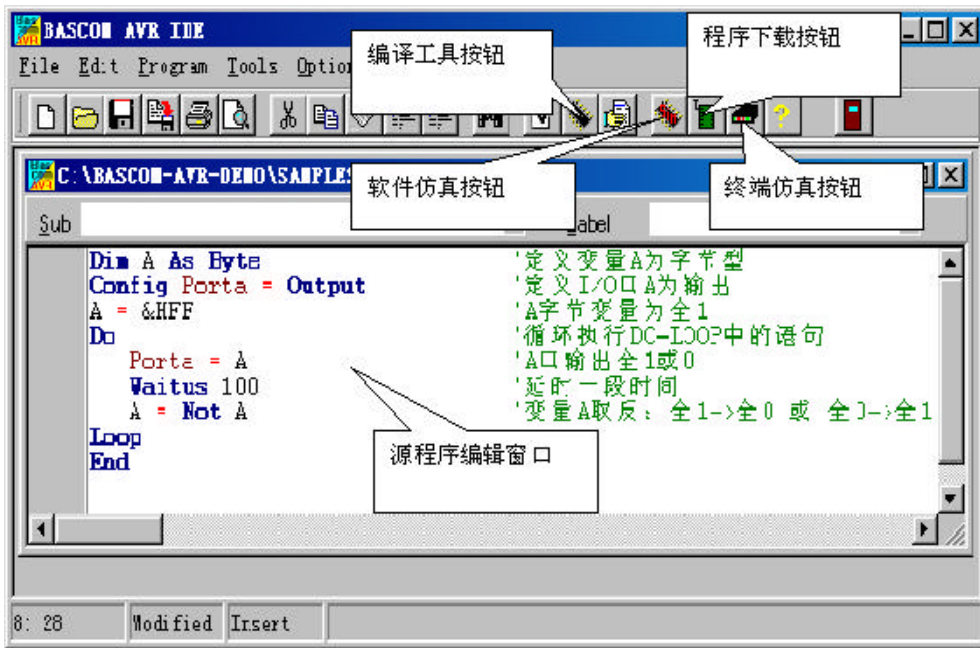 BASCOM AVR IDE
程序下载按钮
编译工具按钮
File Edit Program Tools Option
C:\BASCOM-AVR-DEMO\SAMPLES
软件仿真按钮
终端仿真按钮
Sub
abel
Dim A As Byte '定义变量A为字节型
Config Porta = Output '定义I/O口A为输出
A = &HFF 'A字节变量为全1
Do '循环执行DO-LOOP中的语句
Porta = A 'A口输出全1或0
Waitus 100 '延时一段时间
A = Not A '变量A取反：全1->全0 或 全0->全1
Loop
End
源程序编辑窗口
8: 28 Modified Insert